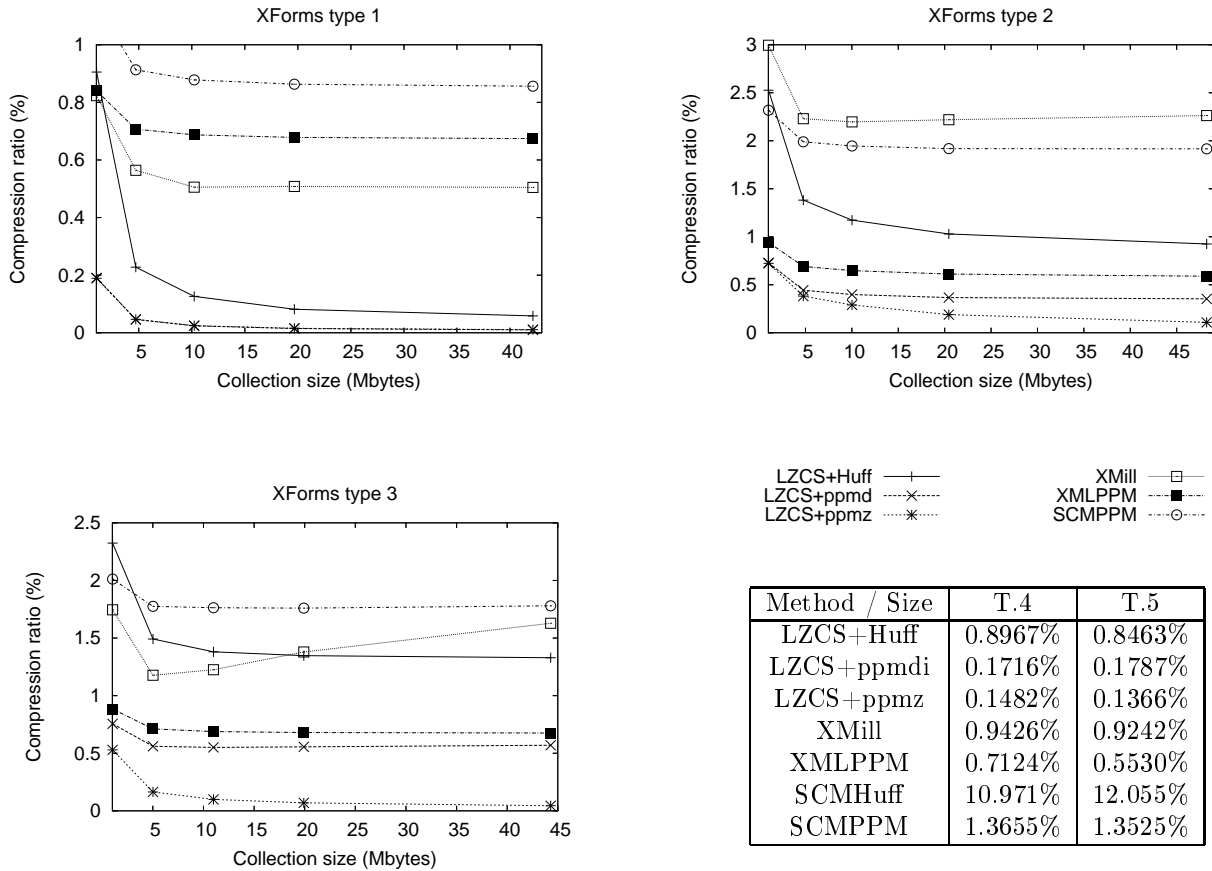 XForms type 1
Compression ratio (%)
1
0.8
0.6
0.4
0.2
0
5 10 15 20 25 30 35 40
Collection size (Mbytes)
XForms type 2
Compression ratio (%)
3
2.5
2
1.5
1
0.5
0
5 10 15 20 25 30 35 40 45
Collection size (Mbytes)
XForms type 3
Compression ratio (%)
2.5
2
1.5
1
0.5
0
5 10 15 20 25 30 35 40 45
Collection size (Mbytes)
LZCS+Huff
LZCS+ppmd
LZCS+ppmz
XMill
XMLPPM
SCMPPM
Method / Size T.4 T.5
LZCS+Huff 0.8967% 0.8463%
LZCS+ppmdi 0.1716% 0.1787%
LZCS+ppmz 0.1482% 0.1366%
XMill 0.9426% 0.9242%
XMLPPM 0.7124% 0.5530%
SCMHuff 10.971% 12.055%
SCMPPM 1.3655% 1.3525%